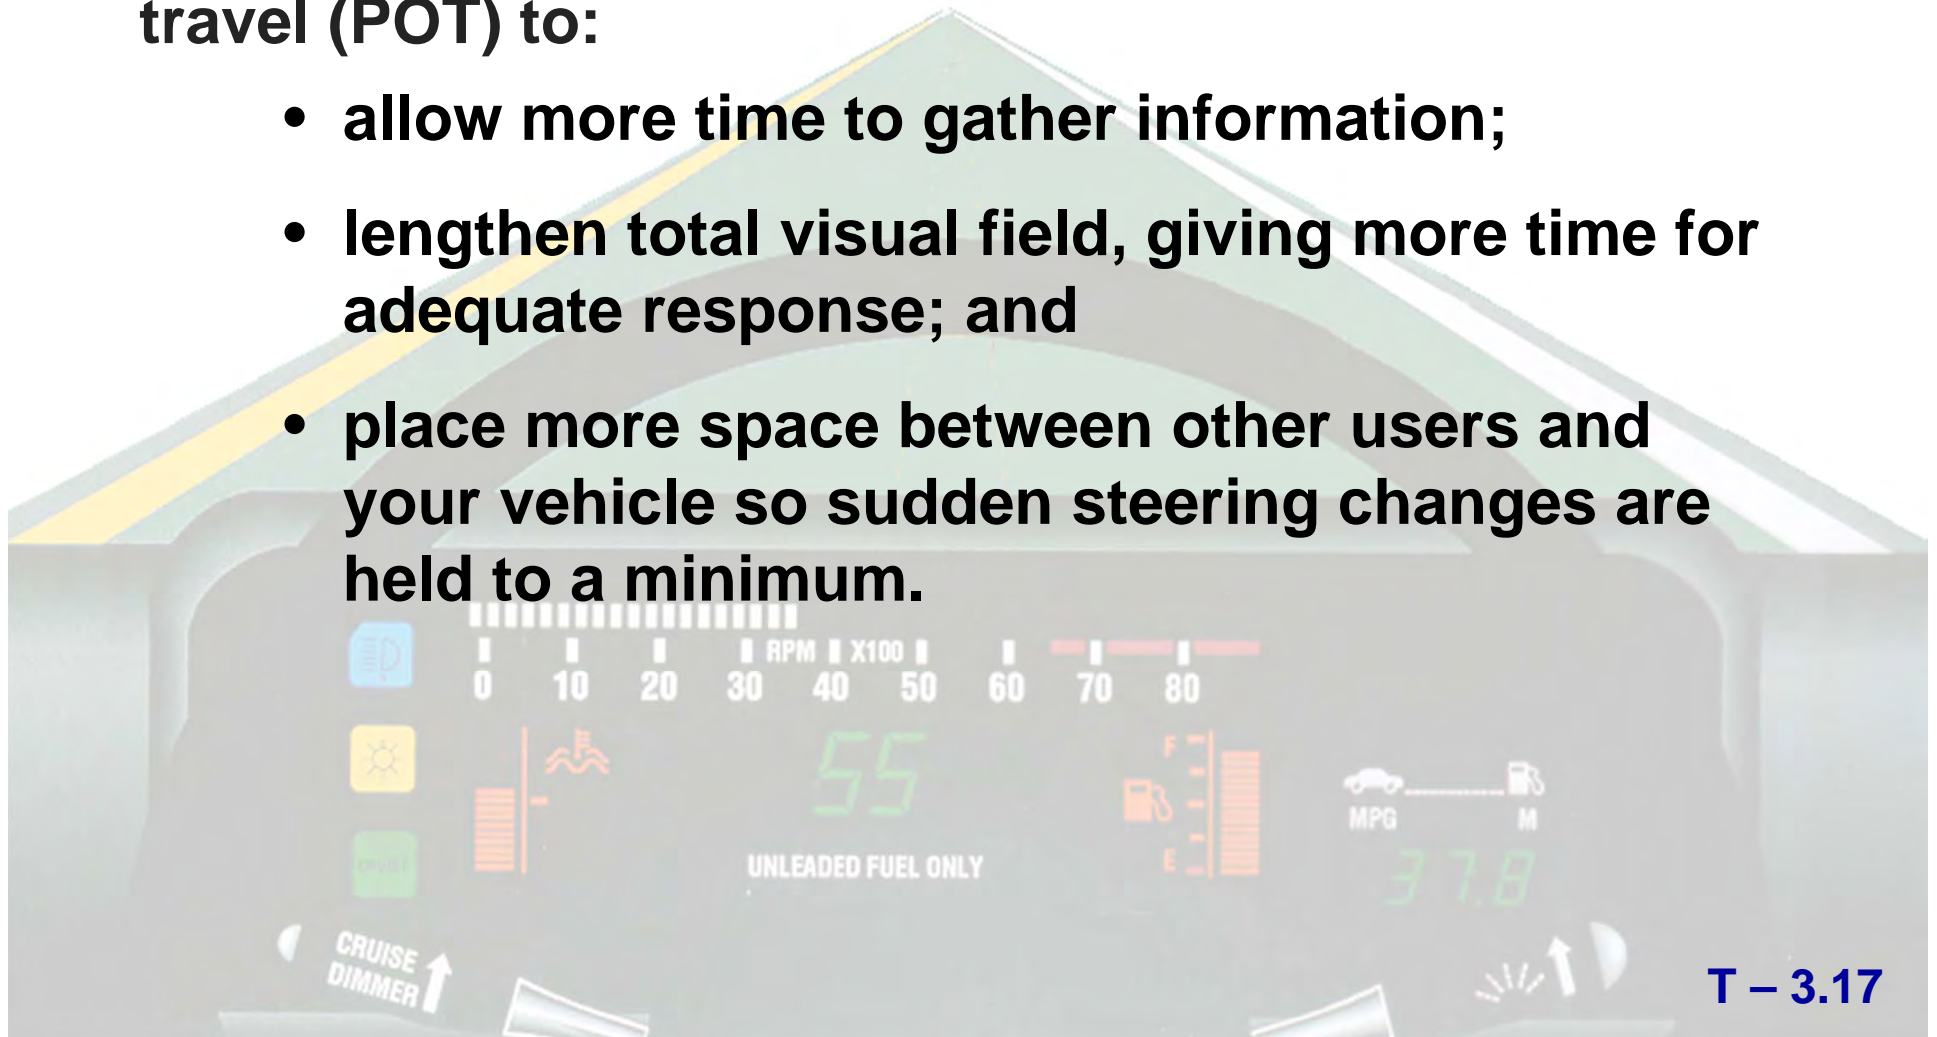 travel (POT) to:
• allow more time to gather information;
• lengthen total visual field, giving more time for
adequate response; and
• place more space between other users and
your vehicle so sudden steering changes are
held to a minimum.
RPM X100
0 10 20 30 40 50 60 70 80
55
F
MPG M
UNLEADED FUEL ONLY
E
37.8
CRUISE
DIMMER
T – 3.17